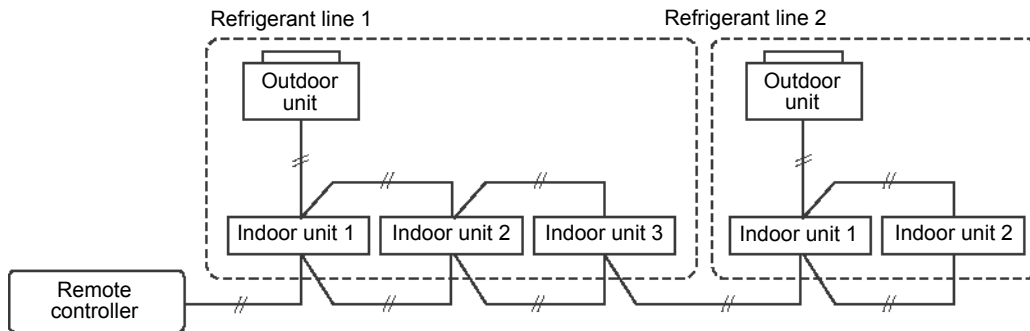 Refrigerant line 1
Refrigerant line 2
Outdoor
unit
Outdoor
unit
Indoor unit 1
Indoor unit 2
Indoor unit 3
Indoor unit 1
Indoor unit 2
Remote
controller